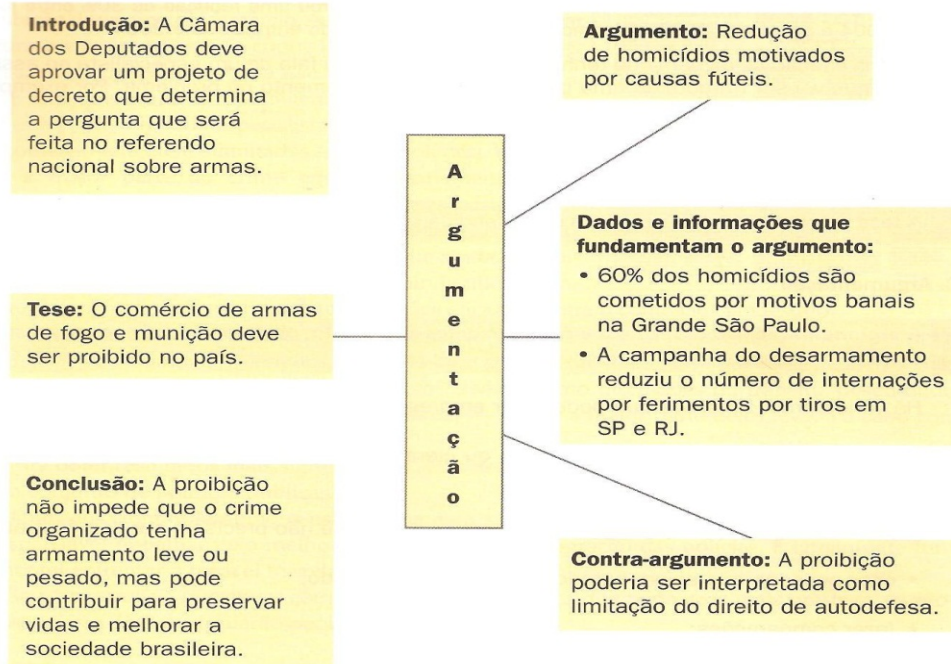 Introdução: A Câmara
dos Deputados deve
aprovar um projeto de
decreto que determina
a pergunta que será
feita no referendo
nacional sobre armas.
Tese: O comércio de armas
de fogo e munição deve
ser proibido no país.
Conclusão: A proibição
não impede que o crime
organizado tenha
armamento leve ou
pesado, mas pode
contribuir para preservar
vidas e melhorar a
sociedade brasileira.
A
r
g
u
m
e
n
t
a
ç
ã
o
Argumento: Redução
de homicídios motivados
por causas fúteis.
Dados e informações que
fundamentam o argumento:
• 60% dos homicídios são
cometidos por motivos banais
na Grande São Paulo.
• A campanha do desarmamento
reduziu o número de internações
por ferimentos por tiros em
SP e RJ.
Contra-argumento: A proibição
poderia ser interpretada como
limitação do direito de autodefesa.